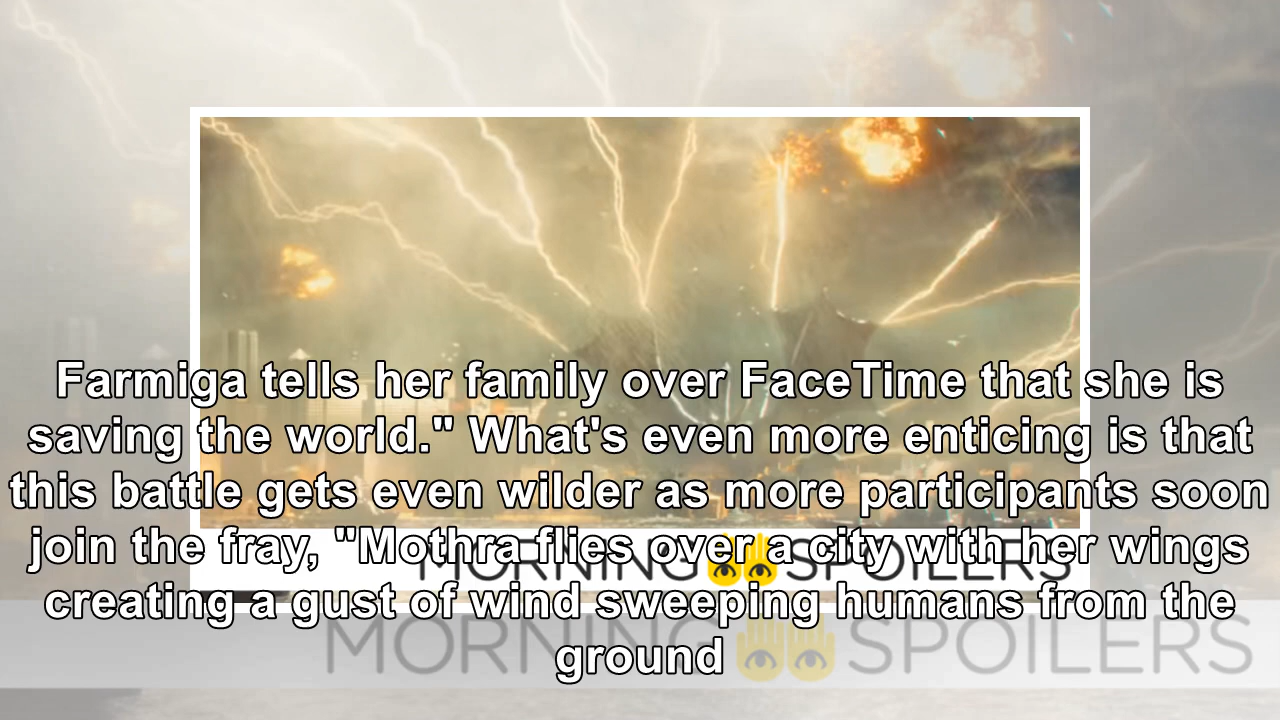 Farmiga tells her family over FaceTime that she is
saving the world." What's even more enticing is that
this battle gets even wilder as more participants soon
join the fray, "Mothra flies over a city with her wings
creating a gust of wind sweeping humans from the
ground
MORNING SPOILERS
MORNING SPOILERS